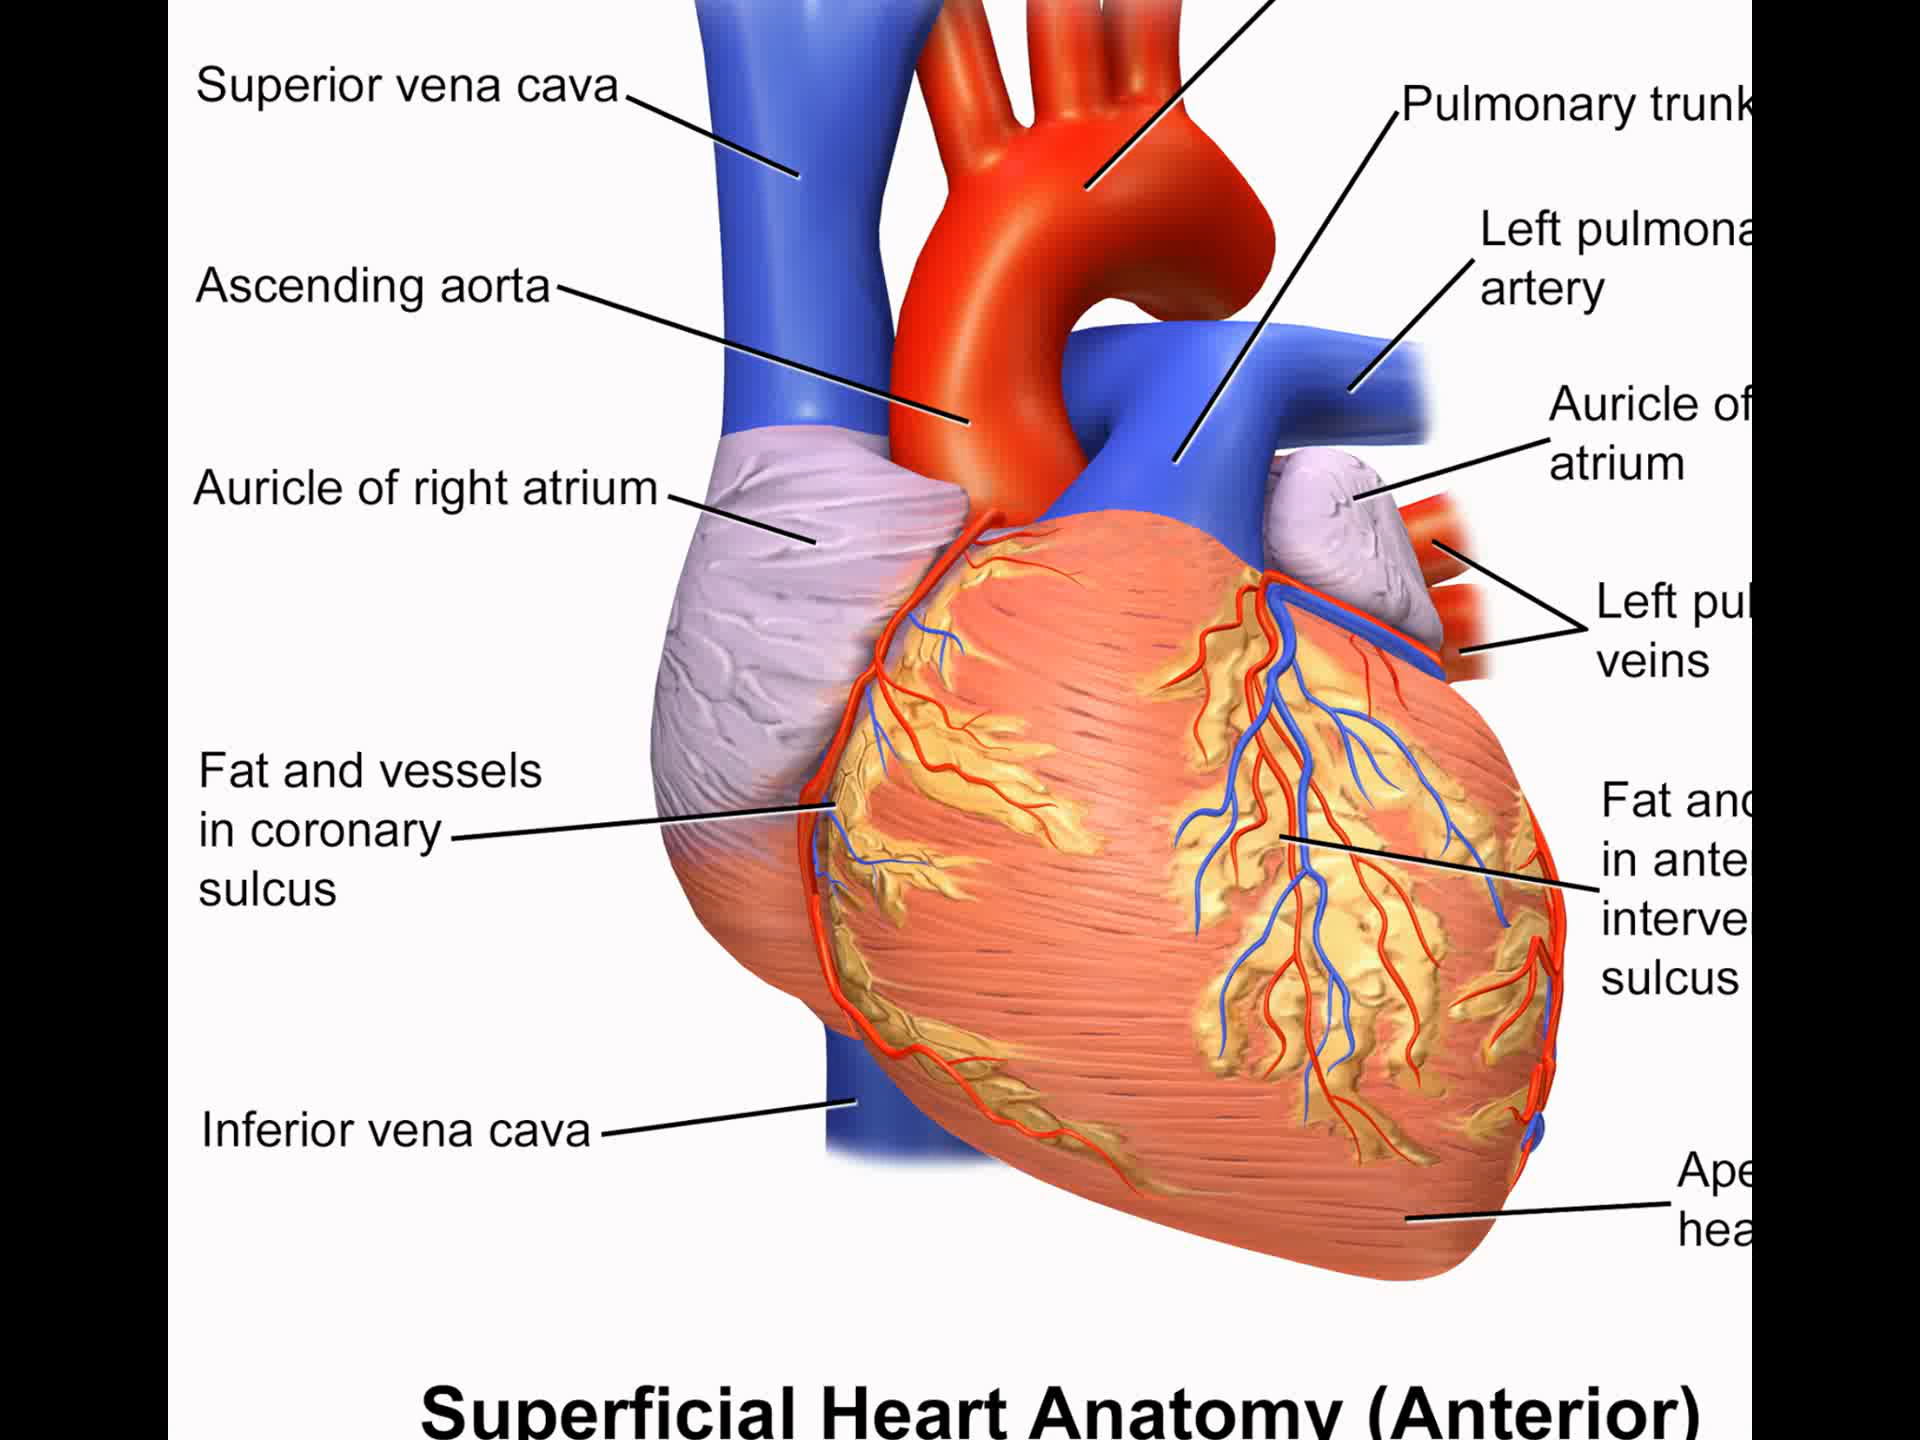 Superior vena cava
Ascending aorta
Auricle of right atrium
Fat and vessels
in coronary
sulcus
Inferior vena cava
Pulmonary trunk
Left pulmona
artery
Auricle of
atrium
Left pul
veins
Fat and
in ante
interve
sulcus
Ape
hea
Superficial Heart Anatomy (Anterior)